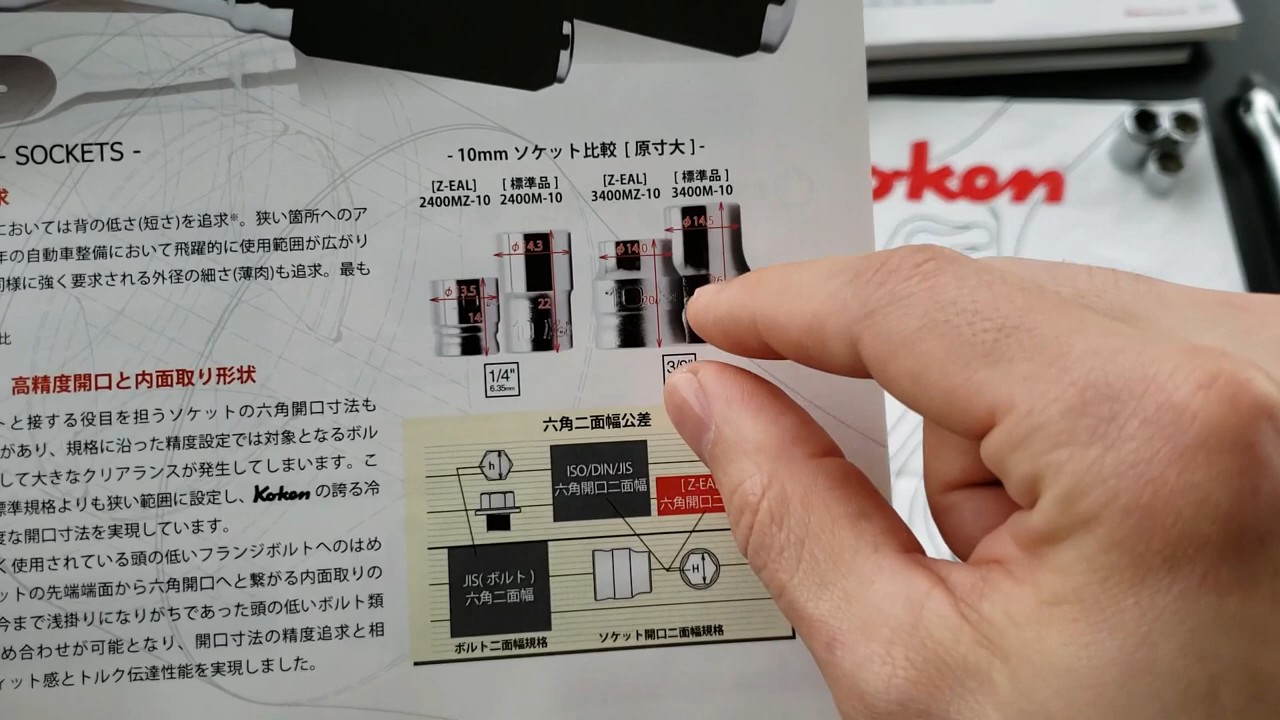 - SOCKETS -
求
においては背の低さ(短さ)を追求※。狭い箇所へのア
年の自動車整備において飛躍的に使用範囲が広がり
同様に強く要求される外径の細さ(薄肉)も追求。最も
比
高精度開口と内面取り形状
トと接する役目を担うソケットの六角開口寸法も
があり、規格に沿った精度設定では対象となるボル
して大きなクリアランスが発生してしまいます。こ
標準規格よりも狭い範囲に設定し、Koken の誇る冷
度な開口寸法を実現しています。
く使用されている頭の低いフランジボルトへのはめ
ットの先端端面から六角開口へと繋がる内面取りの
今まで浅掛りになりがちであった頭の低いボルト類
め合わせが可能となり、開口寸法の精度追求と相
ィット感とトルク伝達性能を実現しました。
- 10mm ソケット比較 [ 原寸大 ] -
[Z-EAL] [ 標準品 ] [Z-EAL] [ 標準品 ]
2400MZ-10 2400M-10 3400MZ-10 3400M-10
φ13.5 φ14.3 φ14.0 φ14.5
14 22 20 26
1/4" 3/8"
6.35mm
六角二面幅公差
h
ISO/DIN/JIS
六角開口二面幅
[ Z-EA
六角開口二
JIS( ボルト )
六角二面幅
H
ボルト二面幅規格
ソケット開口二面幅規格
Koken